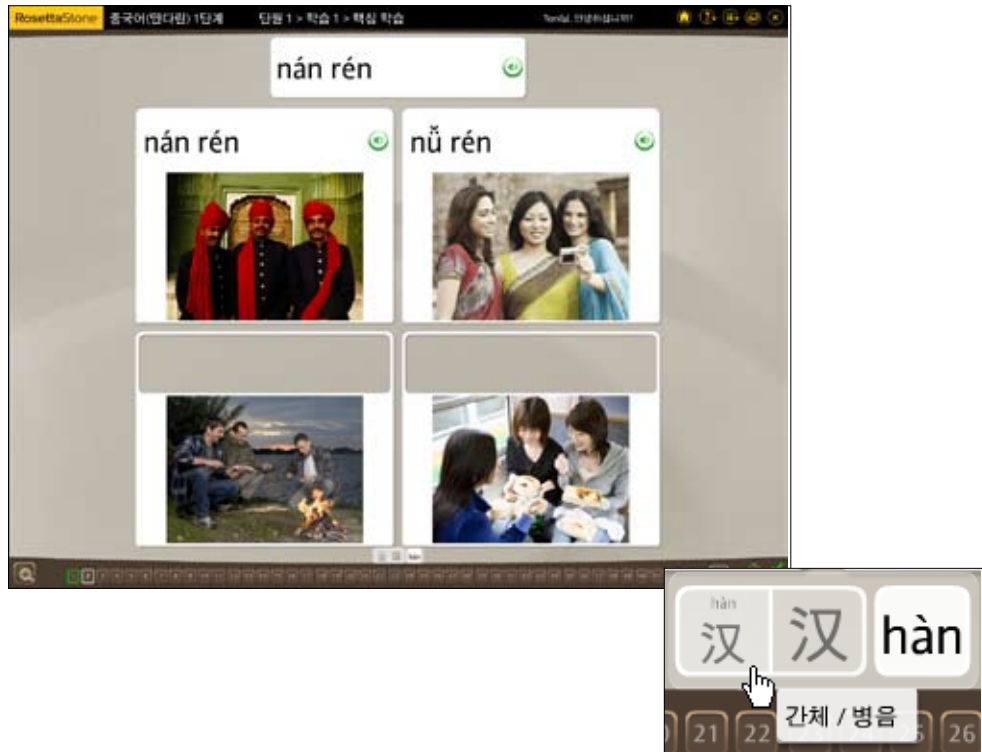 RosettaStone 중국어(만다린) 1단계 단원 1 > 학습 1 > 핵심 학습
nán rén
nán rén nǚ rén
hàn
汉 汉 hàn
간체 / 병음
21 22 26